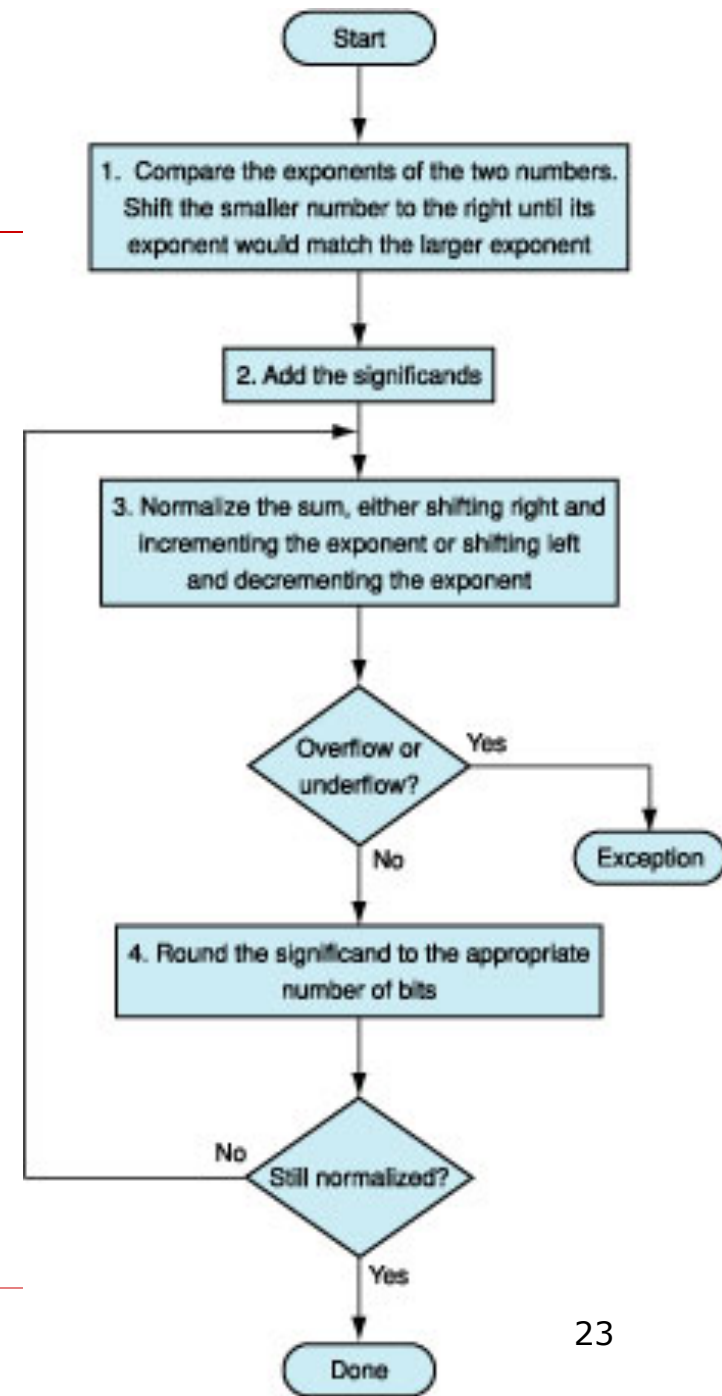 Start
1. Compare the exponents of the two numbers.
Shift the smaller number to the right until its
exponent would match the larger exponent
2. Add the significands
3. Normalize the sum, either shifting right and
incrementing the exponent or shifting left
and decrementing the exponent
Overflow or
underflow?
Yes
No
Exception
4. Round the significand to the appropriate
number of bits
No
Still normalized?
Yes
Done
23